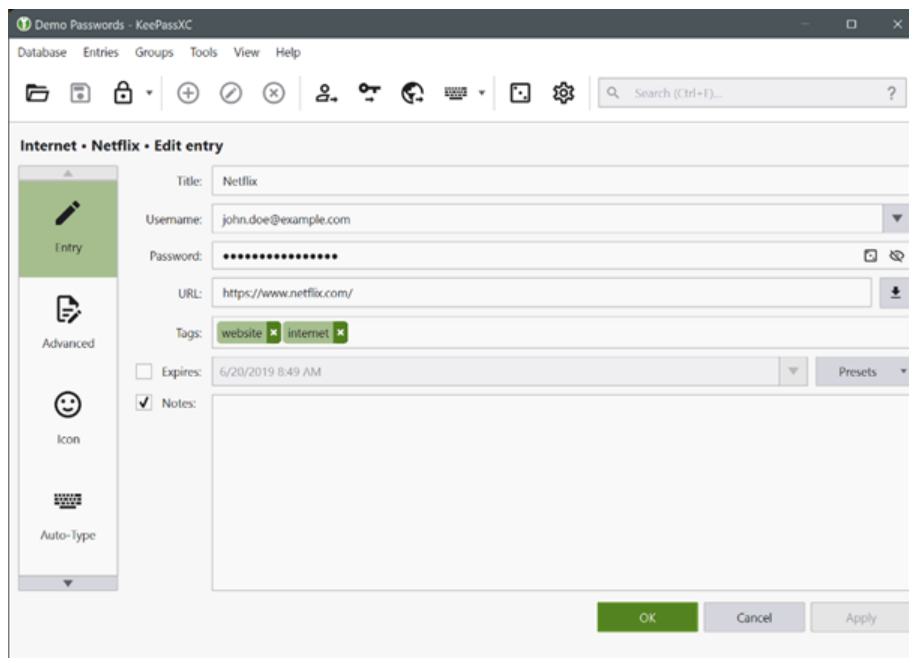 Demo Passwords - KeePassXC
Database Entries Groups Tools View Help
Search (Ctrl+F)... ?
Internet • Netflix • Edit entry
Title: Netflix
Entry
Username: john.doe@example.com
Password: ••••••••••••••••
URL: https://www.netflix.com/
Advanced
Tags: website × internet ×
Expires: 6/20/2019 8:49 AM Presets
Notes:
Icon
Auto-Type
OK Cancel Apply